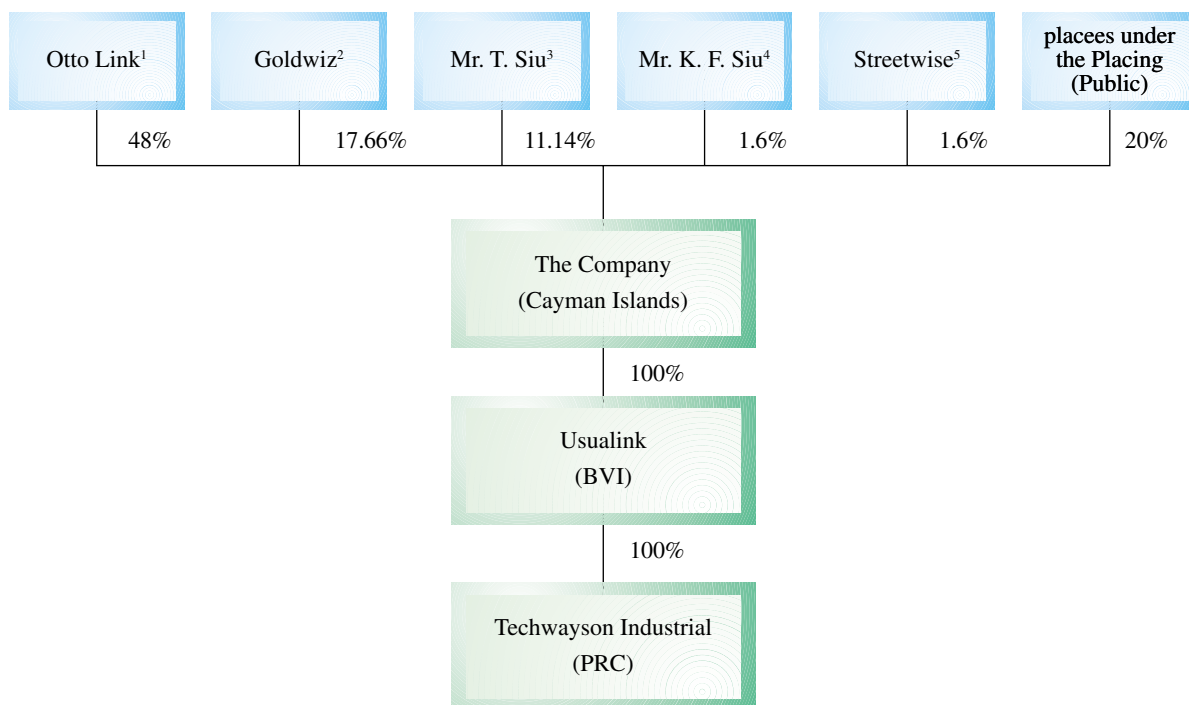 Otto Link¹
Goldwiz²
Mr. T. Siu³
Mr. K. F. Siu⁴
Streetwise⁵
placees under
the Placing
(Public)
48%
17.66%
11.14%
1.6%
1.6%
20%
The Company
(Cayman Islands)
100%
Usualink
(BVI)
100%
Techwayson Industrial
(PRC)